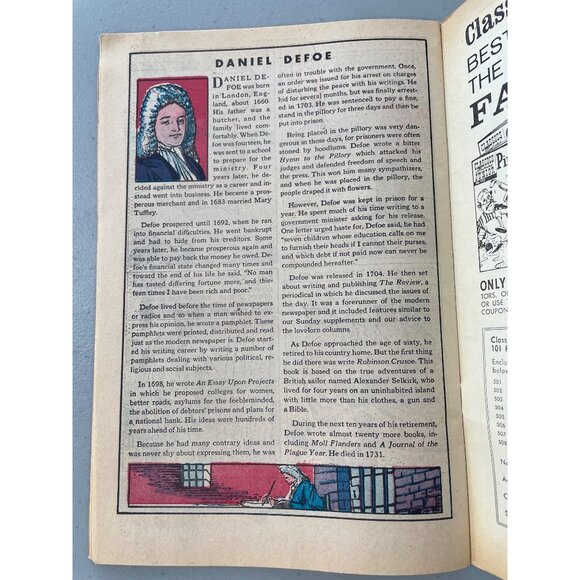 DANIEL DEFOE
DANIEL DE-
FOE was born
in London, Eng-
land, about 1660.
His father was a
butcher, and the
family lived com-
fortably. When De-
foe was fourteen, he
was sent to a school
to prepare for the
ministry. Four
years later, he de-
cided against the ministry as a career and in-
stead went into business. He became a pros-
perous merchant and in 1683 married Mary
Tuffley.
Defoe prospered until 1692, when he ran
into financial difficulties. He went bankrupt
and had to hide from his creditors. Some
years later, he became prosperous again and
was able to pay back the money he owed. De-
foe's financial state changed many times and
toward the end of his life he said, "No man
has tasted differing fortune more, and thir-
teen times I have been rich and poor."
Defoe lived before the time of newspapers
or radios and so when a man wished to ex-
press his opinion, he wrote a pamphlet. These
pamphlets were printed, distributed and read
just as the modern newspaper is. Defoe start-
ed his writing career by writing a number of
pamphlets dealing with various political, re-
ligious and social subjects.
In 1698, he wrote An Essay Upon Projects
in which he proposed colleges for women,
better roads, asylums for the feebleminded,
the abolition of debtors' prisons and plans for
a national bank. His ideas were hundreds of
years ahead of his time.
Because he had many contrary ideas and
was never shy about expressing them, he was
often in trouble with the government. Once,
an order was issued for his arrest on charges
of disturbing the peace with his writings. He
hid for several months, but was finally arrest-
ed in 1703. He was sentenced to pay a fine,
stand in the pillory for three days and then be
put into prison.
Being placed in the pillory was very dan-
gerous in those days, for prisoners were often
stoned by hoodlums. Defoe wrote a bitter
Hymn to the Pillory which attacked his
judges and defended freedom of speech and
the press. This won him many sympathizers,
and when he was placed in the pillory, the
people draped it with flowers.
However, Defoe was kept in prison for a
year. He spent much of his time writing to a
government minister asking for his release.
One letter urged haste for, Defoe said, he had
"seven children whose education calls on me
to furnish their heads if I cannot their purses,
and which debt if not paid now can never be
compounded hereafter."
Defoe was released in 1704. He then set
about writing and publishing The Review, a
periodical in which he discussed the issues of
the day. It was a forerunner of the modern
newspaper and it included features similar to
our Sunday supplements and our advice to
the lovelorn columns.
As Defoe approached the age of sixty, he
retired to his country home. But the first thing
he did there was write Robinson Crusoe. This
book is based on the true adventures of a
British sailor named Alexander Selkirk, who
lived for four years on an uninhabited island
with little more than his clothes, a gun and
a Bible.
During the next ten years of his retirement,
Defoe wrote almost twenty more books, in-
cluding Moll Flanders and A Journal of the
Plague Year. He died in 1731.
Class
BEST
THE
FA
ONLY
TORS, O
OR USE
COUPON
Clas
101 F
Enclo
below
501
502
503
504
505
506
507
508